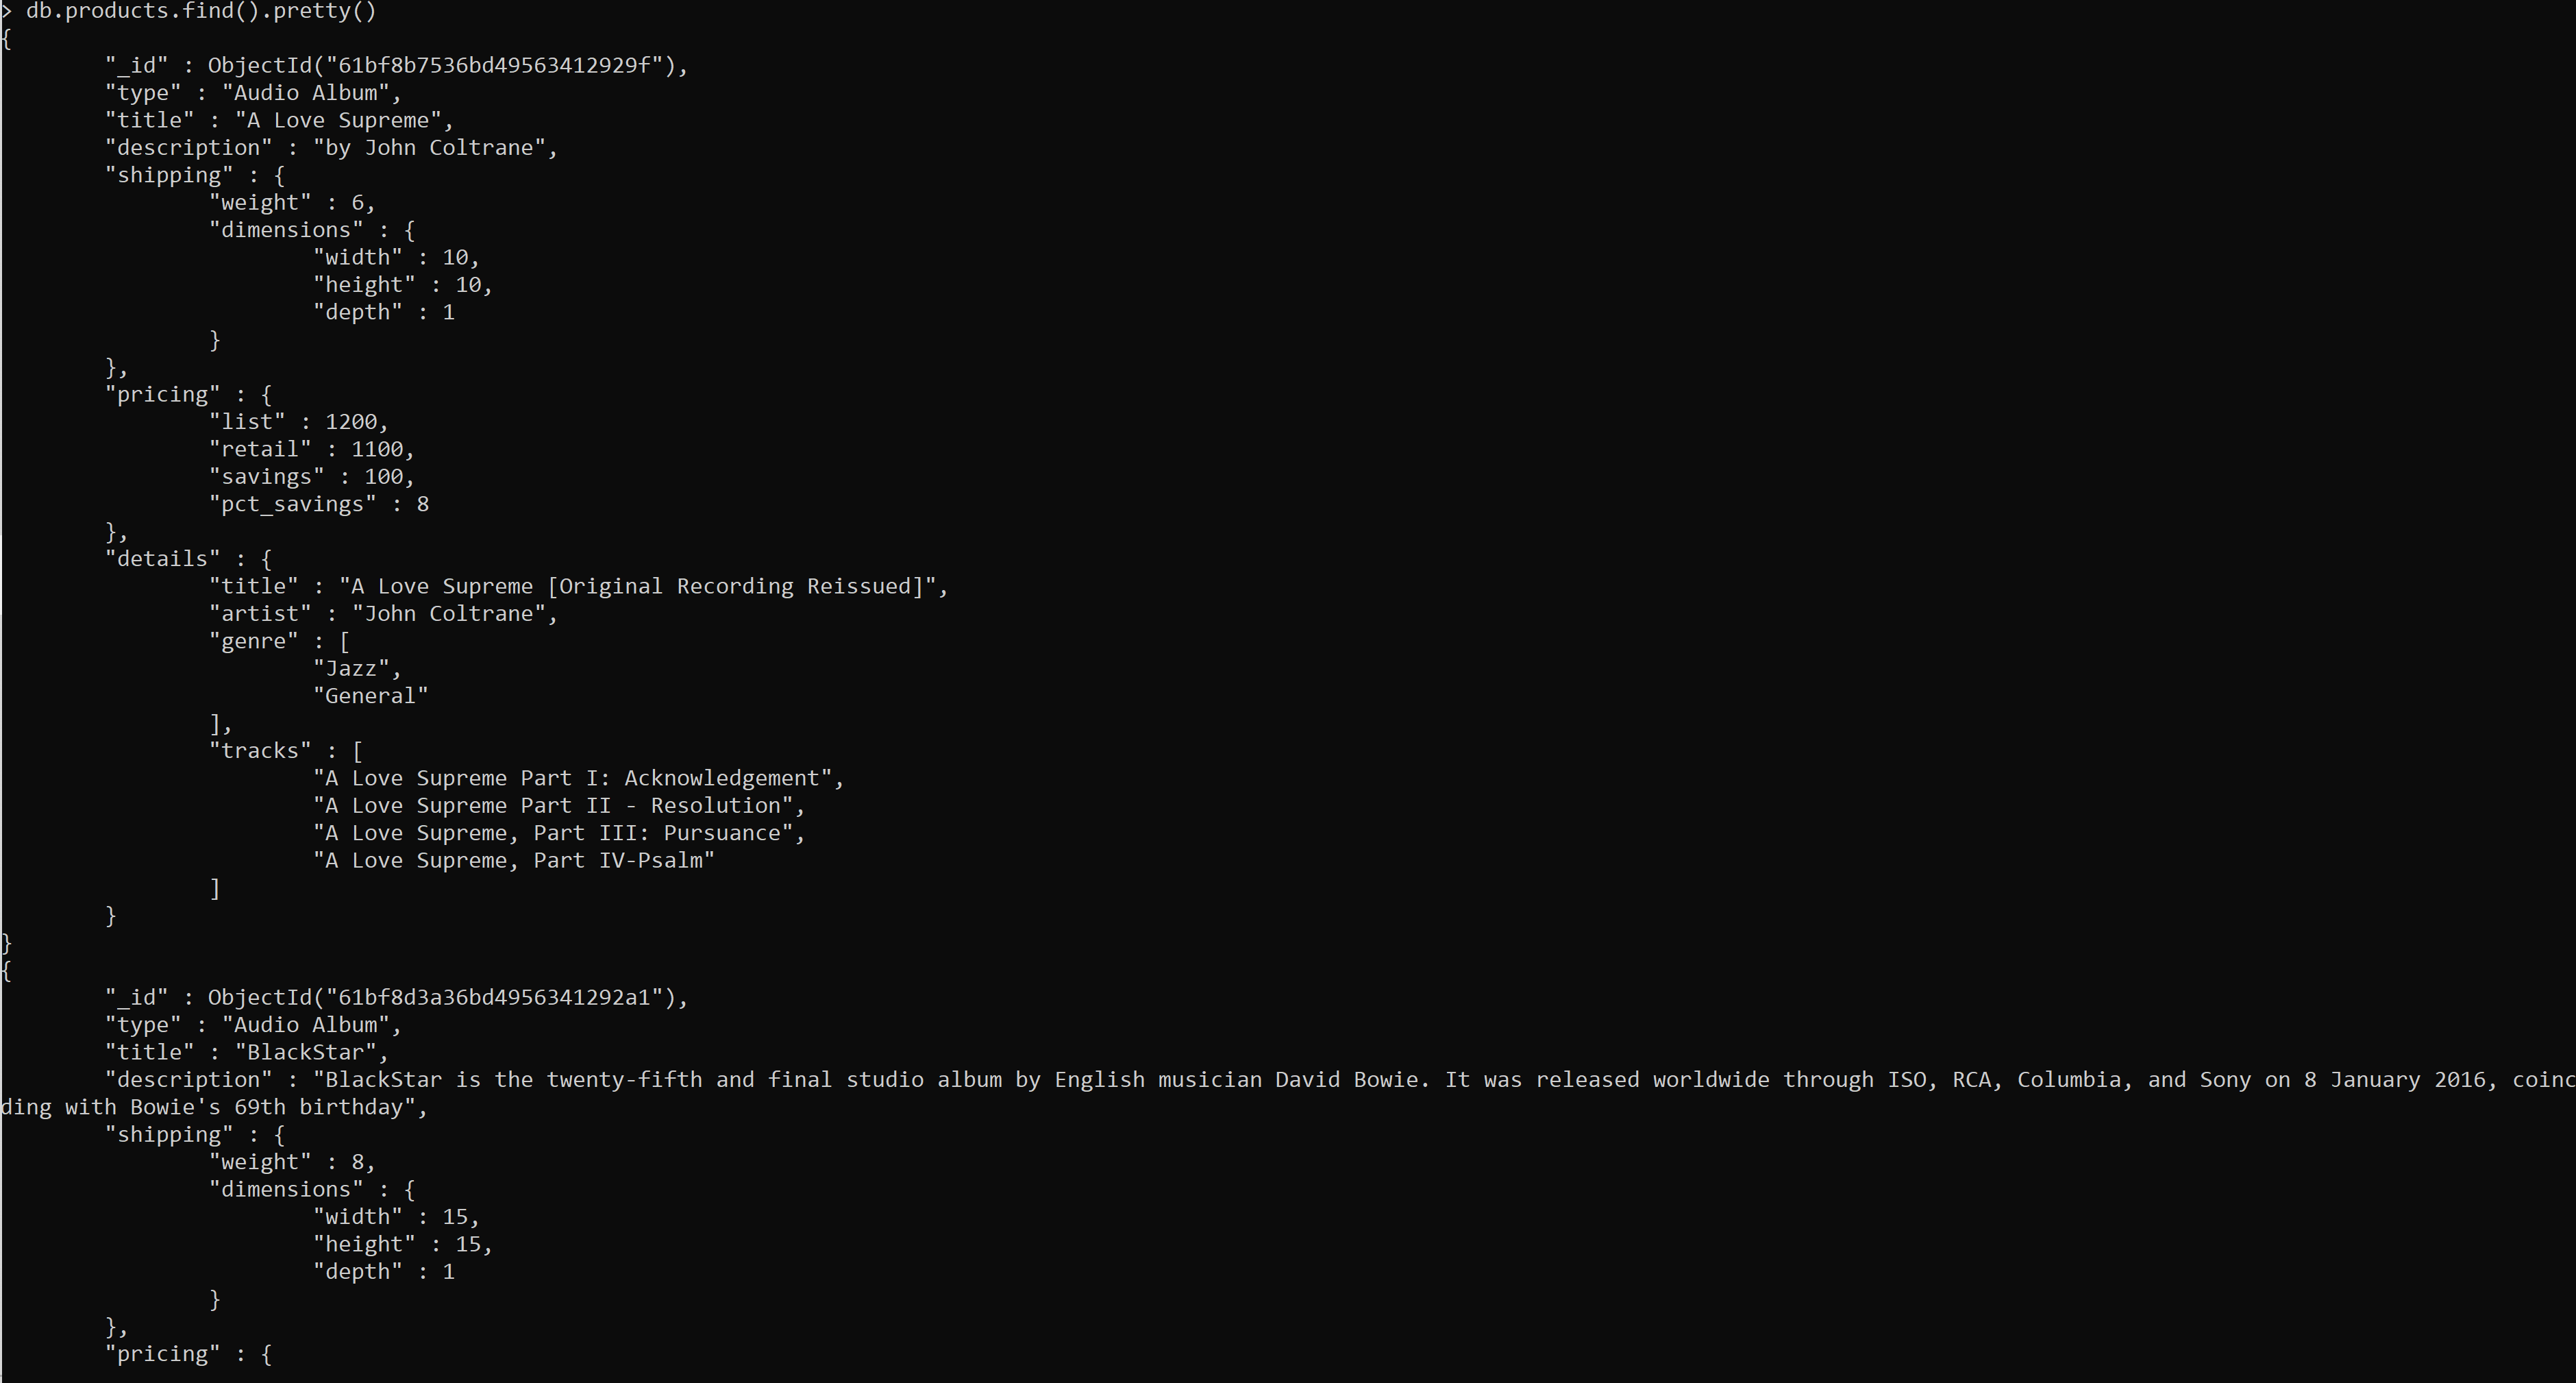 > db.products.find().pretty()
{
        "_id" : ObjectId("61bf8b7536bd49563412929f"),
        "type" : "Audio Album",
        "title" : "A Love Supreme",
        "description" : "by John Coltrane",
        "shipping" : {
                "weight" : 6,
                "dimensions" : {
                        "width" : 10,
                        "height" : 10,
                        "depth" : 1
                }
        },
        "pricing" : {
                "list" : 1200,
                "retail" : 1100,
                "savings" : 100,
                "pct_savings" : 8
        },
        "details" : {
                "title" : "A Love Supreme [Original Recording Reissued]",
                "artist" : "John Coltrane",
                "genre" : [
                        "Jazz",
                        "General"
                ],
                "tracks" : [
                        "A Love Supreme Part I: Acknowledgement",
                        "A Love Supreme Part II - Resolution",
                        "A Love Supreme, Part III: Pursuance",
                        "A Love Supreme, Part IV-Psalm"
                ]
        }
}
{
        "_id" : ObjectId("61bf8d3a36bd4956341292a1"),
        "type" : "Audio Album",
        "title" : "BlackStar",
        "description" : "BlackStar is the twenty-fifth and final studio album by English musician David Bowie. It was released worldwide through ISO, RCA, Columbia, and Sony on 8 January 2016, coinc
ding with Bowie's 69th birthday",
        "shipping" : {
                "weight" : 8,
                "dimensions" : {
                        "width" : 15,
                        "height" : 15,
                        "depth" : 1
                }
        },
        "pricing" : {